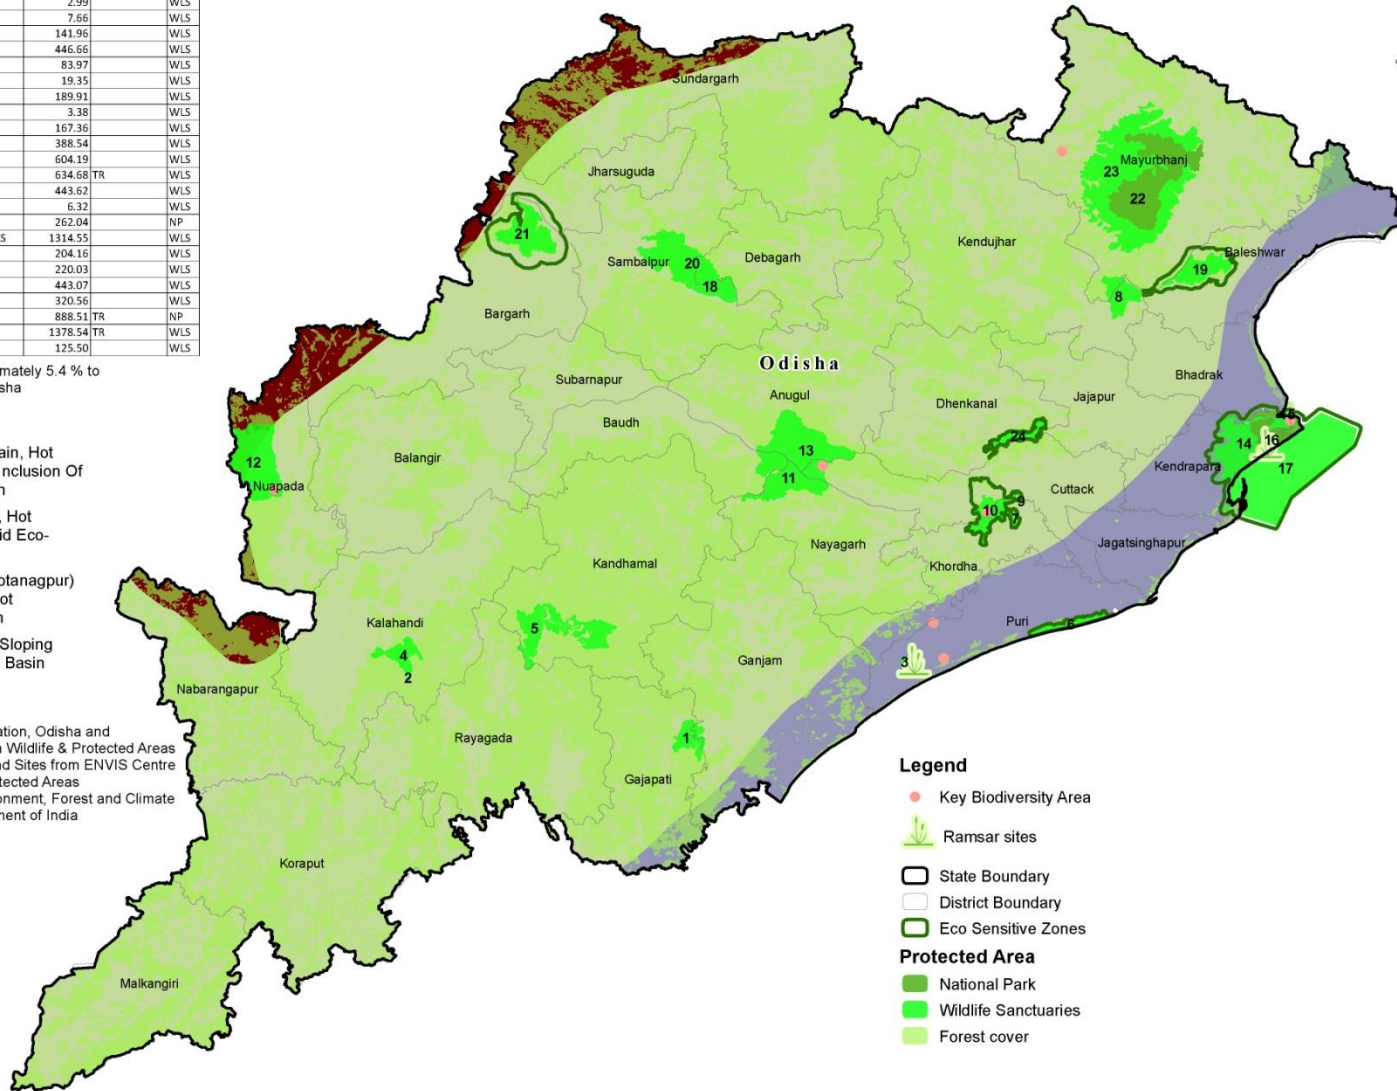 2.99 WLS
7.66 WLS
141.96 WLS
446.66 WLS
83.97 WLS
19.35 WLS
189.91 WLS
3.38 WLS
167.36 WLS
388.54 WLS
604.19 WLS
634.68 TR WLS
443.62 WLS
6.32 WLS
262.04 NP
S 1314.55 WLS
204.16 WLS
220.03 WLS
443.07 WLS
320.56 WLS
888.51 TR NP
1378.54 TR WLS
125.50 WLS
mately 5.4 % to
sha
ain, Hot
nclusion Of
n
, Hot
id Eco-
otanagpur)
ot
n
Sloping
Basin
ation, Odisha and
n Wildlife & Protected Areas
nd Sites from ENVIS Centre
tected Areas
onment, Forest and Climate
ment of India
Sundargarh
Jharsuguda
Mayurbhanj
23
22
21
Sambalpur
20
18
Debagarh
Kendujhar
Baleshwar
19
8
Bargarh
Odisha
Subarnapur
Anugul
Bhadrak
Baudh
Dhenkanal
Jajapur
12
Nuapada
Balangir
13
11
24
14
16
17
Kendrapara
Cuttack
10
9
7
Nayagarh
Jagatsinghapur
Kandhamal
Khordha
Kalahandi
5
Puri
6
4
2
Ganjam
3
Nabarangapur
Rayagada
1
Gajapati
Koraput
Malkangiri
Legend
Key Biodiversity Area
Ramsar sites
State Boundary
District Boundary
Eco Sensitive Zones
Protected Area
National Park
Wildlife Sanctuaries
Forest cover